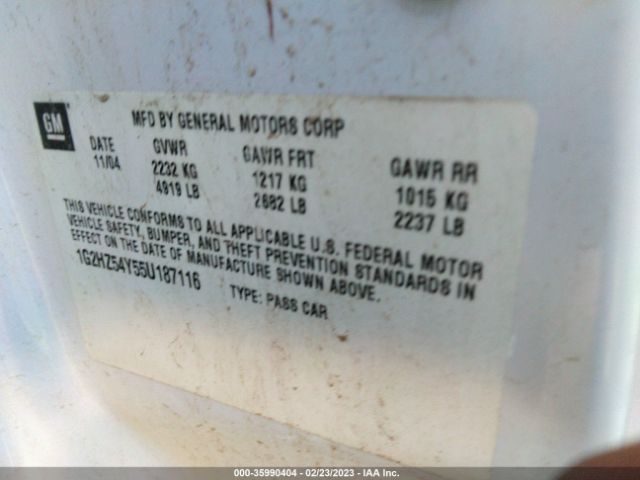 GM
MFD BY GENERAL MOTORS CORP
DATE GVWR GAWR FRT GAWR RR
11/04 2232 KG 1217 KG 1015 KG
4919 LB 2682 LB 2237 LB
THIS VEHICLE CONFORMS TO ALL APPLICABLE U.S. FEDERAL MOTOR
VEHICLE SAFETY, BUMPER, AND THEFT PREVENTION STANDARDS IN
EFFECT ON THE DATE OF MANUFACTURE SHOWN ABOVE.
1G2HZ54Y55U187116 TYPE: PASS CAR
000-35990404 - 02/23/2023 - IAA Inc.